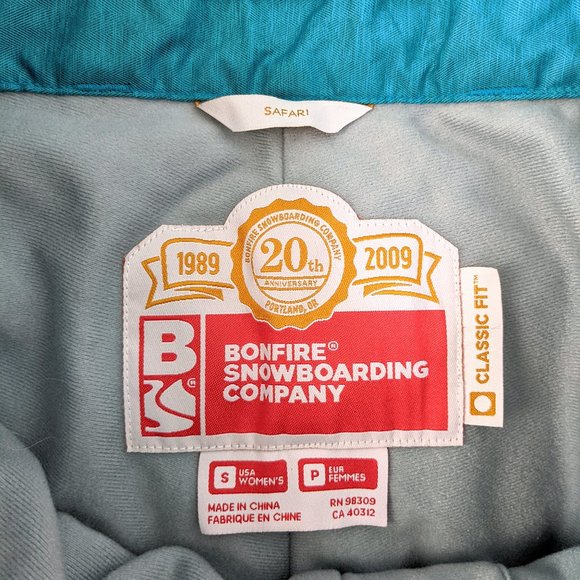 SAFARI
BONFIRE SNOWBOARDING COMPANY
1989
20th
2009
ANNIVERSARY
PORTLAND, OR
B
®
BONFIRE®
SNOWBOARDING
COMPANY
CLASSIC FIT™
S USA WOMEN'S
P EUR FEMMES
MADE IN CHINA
FABRIQUE EN CHINE
RN 98309
CA 40312